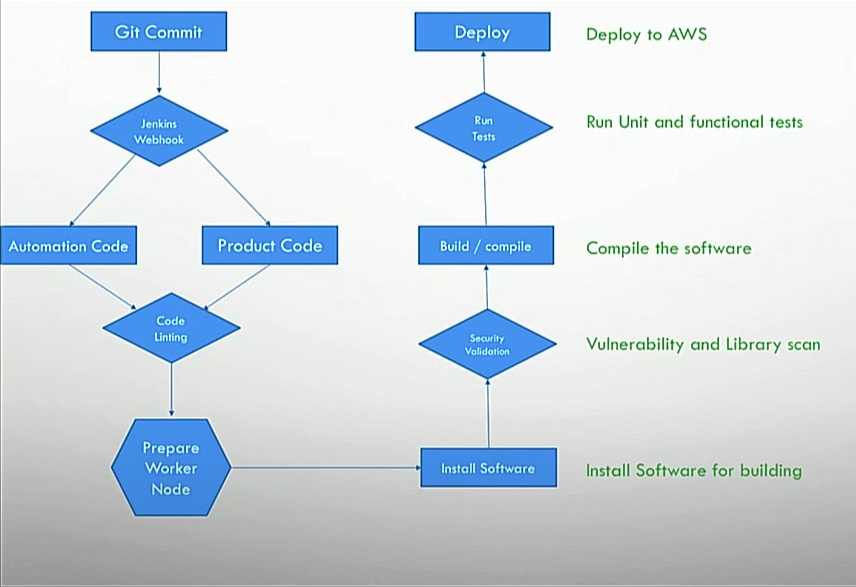 Git Commit
Jenkins
Webhook
Automation Code
Product Code
Code
Linting
Prepare
Worker
Node
Deploy
Deploy to AWS
Run
Tests
Run Unit and functional tests
Build / compile
Compile the software
Security
Validation
Vulnerability and Library scan
Install Software
Install Software for building